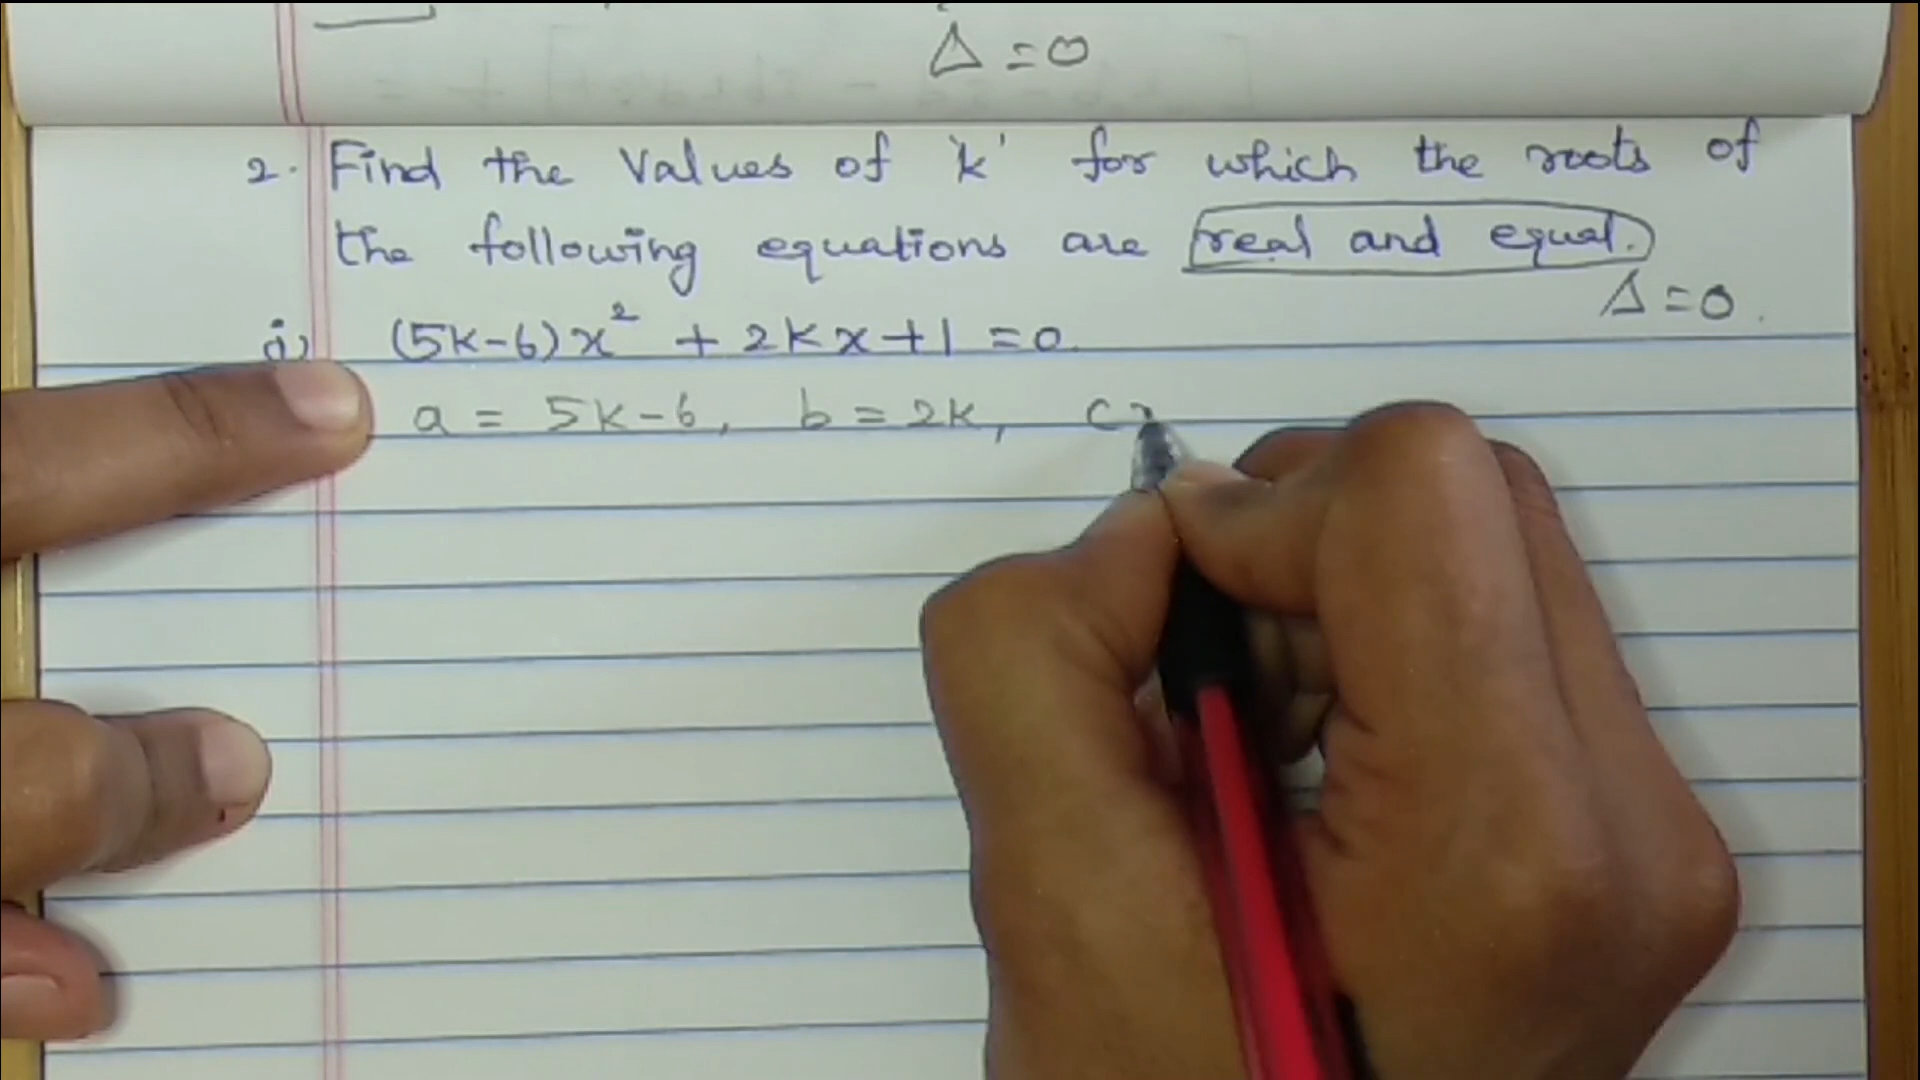 Δ = 0
2. Find the Values of 'k' for which the roots of
the following equations are real and equal.
Δ = 0.
i) (5k-6)x² + 2kx + 1 = 0.
a = 5k-6, b = 2k, c =